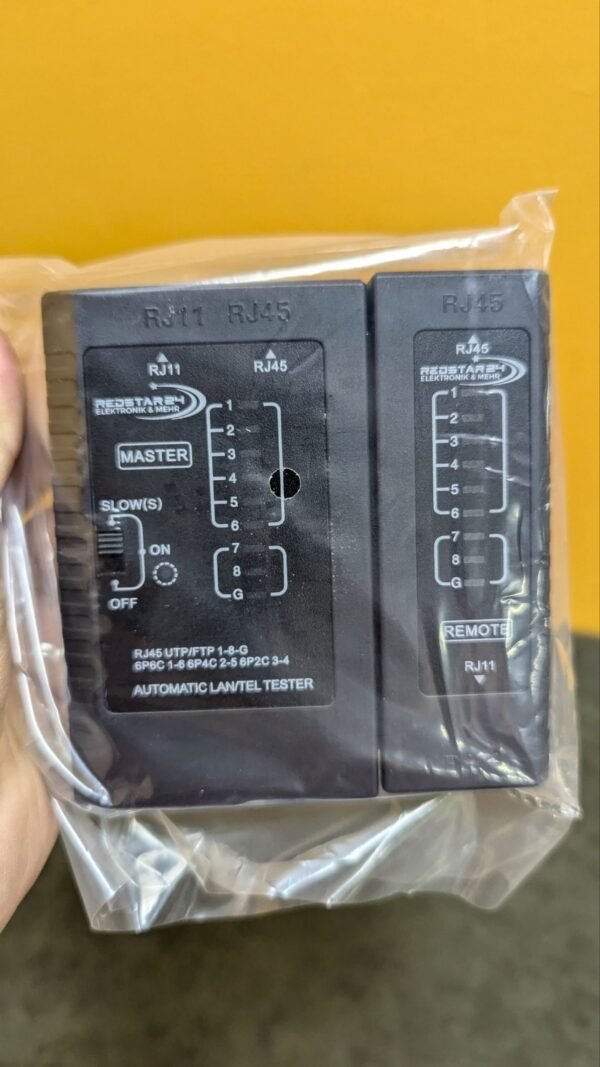 RJ11 RJ45
RJ11
RJ45
REDSTAR24
ELEKTRONIK & MEHR
MASTER
SLOW(S)
ON
OFF
1
2
3
4
5
6
7
8
G
RJ45 UTP/FTP 1-8-G
6P6C 1-6 6P4C 2-5 6P2C 3-4
AUTOMATIC LAN/TEL TESTER
RJ45
RJ45
REDSTAR24
ELEKTRONIK & MEHR
1
2
3
4
5
6
7
8
G
REMOTE
RJ11